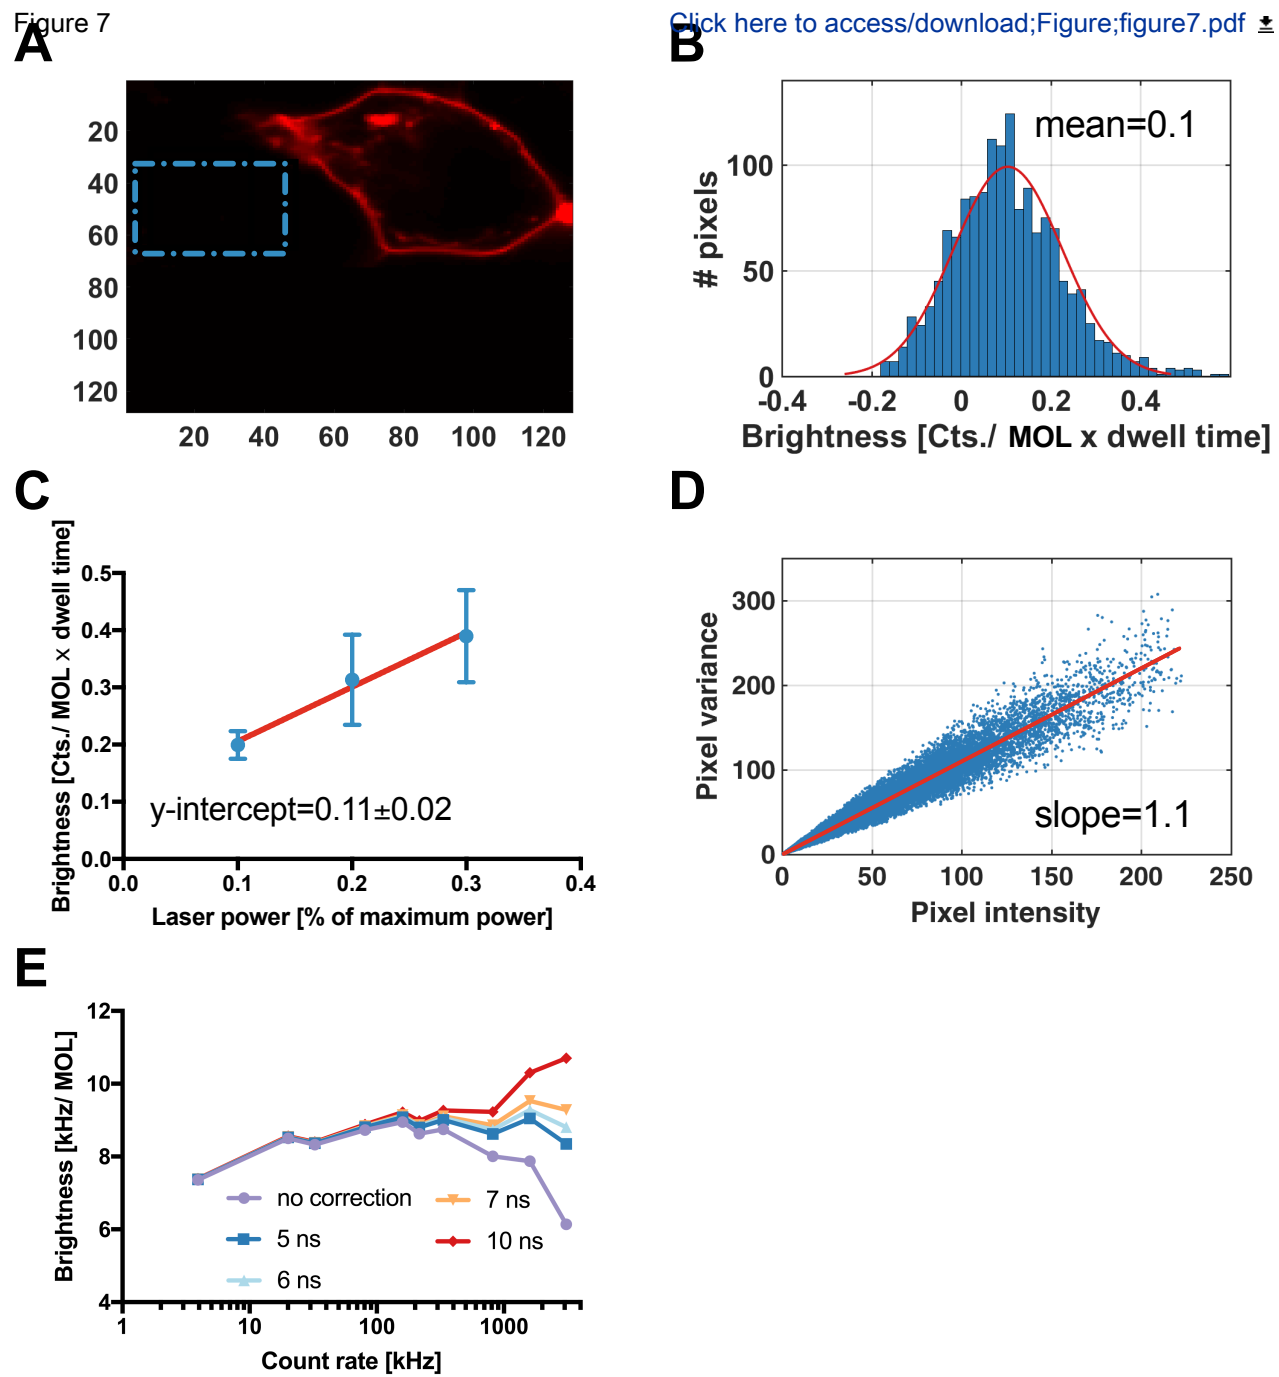 Figure 7
Click here to access/download;Figure;figure7.pdf
A
20
40
60
80
100
120
20 40 60 80 100 120
B
mean=0.1
# pixels
100
50
0
-0.4 -0.2 0 0.2 0.4
Brightness [Cts./ MOL x dwell time]
C
Brightness [Cts./ MOL x dwell time]
0.5
0.4
0.3
0.2
0.1
0.0
y-intercept=0.11±0.02
0.0 0.1 0.2 0.3 0.4
Laser power [% of maximum power]
D
Pixel variance
300
200
100
0
slope=1.1
0 50 100 150 200 250
Pixel intensity
E
Brightness [kHz/ MOL]
12
10
8
6
4
no correction
5 ns
6 ns
7 ns
10 ns
1 10 100 1000
Count rate [kHz]